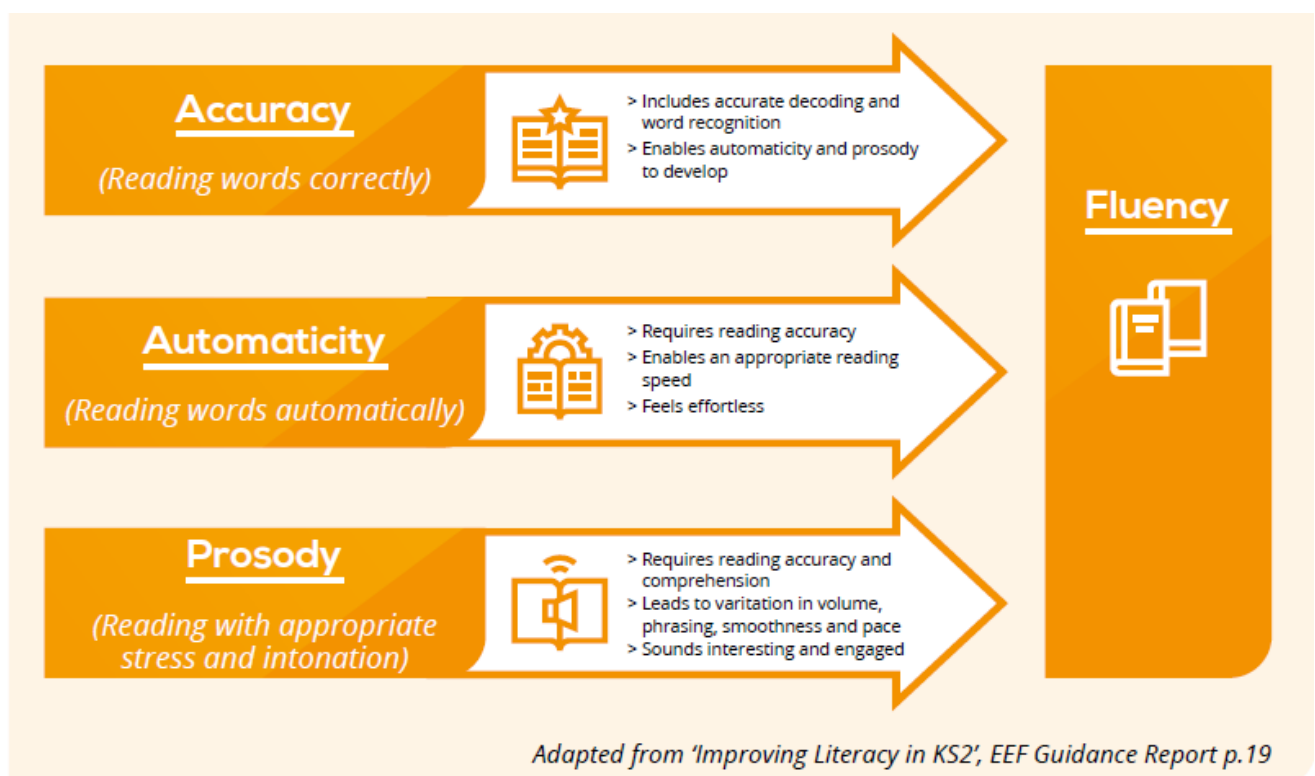 Accuracy
(Reading words correctly)
> Includes accurate decoding and
word recognition
> Enables automaticity and prosody
to develop
Automaticity
(Reading words automatically)
> Requires reading accuracy
> Enables an appropriate reading
speed
> Feels effortless
Prosody
(Reading with appropriate
stress and intonation)
> Requires reading accuracy and
comprehension
> Leads to varitation in volume,
phrasing, smoothness and pace
> Sounds interesting and engaged
Fluency
Adapted from ‘Improving Literacy in KS2’, EEF Guidance Report p.19